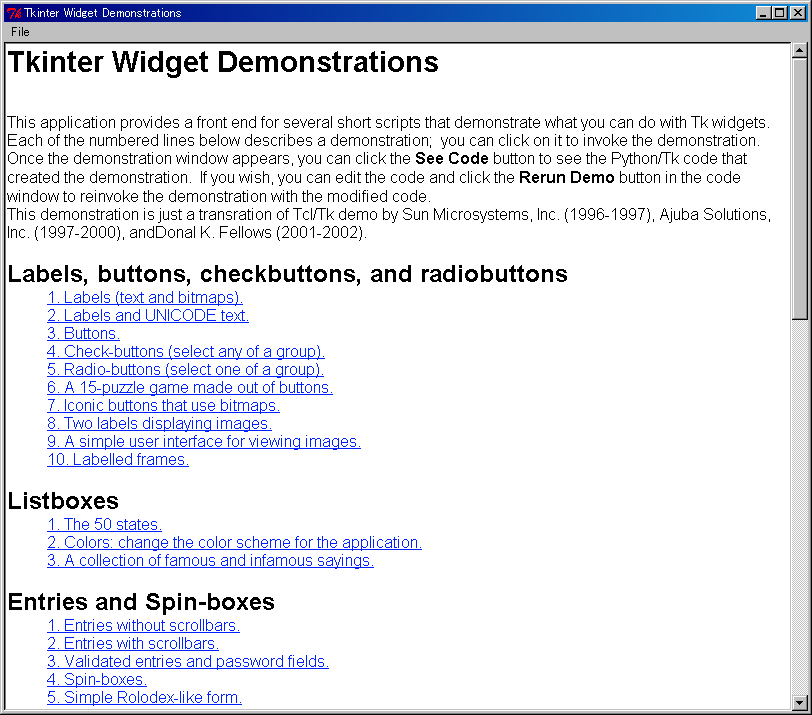 Tkinter Widget Demonstrations
File
Tkinter Widget Demonstrations
This application provides a front end for several short scripts that demonstrate what you can do with Tk widgets.
Each of the numbered lines below describes a demonstration;  you can click on it to invoke the demonstration.
Once the demonstration window appears, you can click the See Code button to see the Python/Tk code that
created the demonstration.  If you wish, you can edit the code and click the Rerun Demo button in the code
window to reinvoke the demonstration with the modified code.
This demonstration is just a transration of Tcl/Tk demo by Sun Microsystems, Inc. (1996-1997), Ajuba Solutions,
Inc. (1997-2000), andDonal K. Fellows (2001-2002).
Labels, buttons, checkbuttons, and radiobuttons
1. Labels (text and bitmaps).
2. Labels and UNICODE text.
3. Buttons.
4. Check-buttons (select any of a group).
5. Radio-buttons (select one of a group).
6. A 15-puzzle game made out of buttons.
7. Iconic buttons that use bitmaps.
8. Two labels displaying images.
9. A simple user interface for viewing images.
10. Labelled frames.
Listboxes
1. The 50 states.
2. Colors: change the color scheme for the application.
3. A collection of famous and infamous sayings.
Entries and Spin-boxes
1. Entries without scrollbars.
2. Entries with scrollbars.
3. Validated entries and password fields.
4. Spin-boxes.
5. Simple Rolodex-like form.